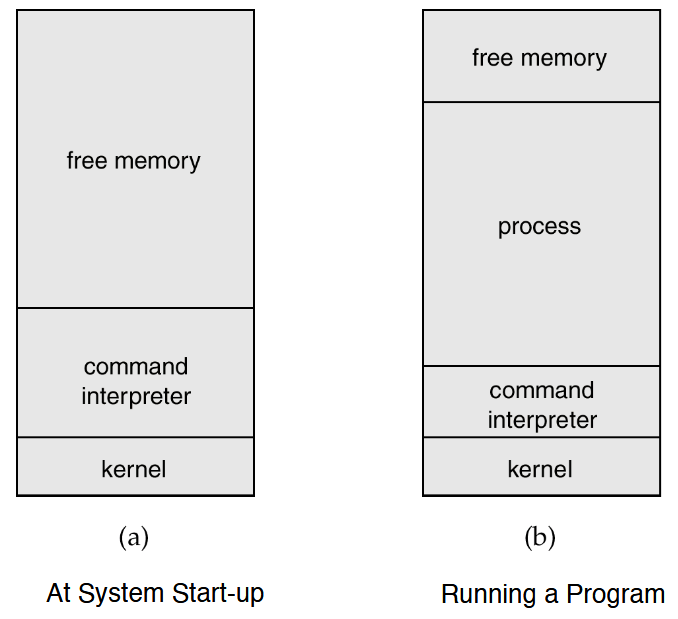 free memory
command
interpreter
kernel
(a)
At System Start-up
free memory
process
command
interpreter
kernel
(b)
Running a Program